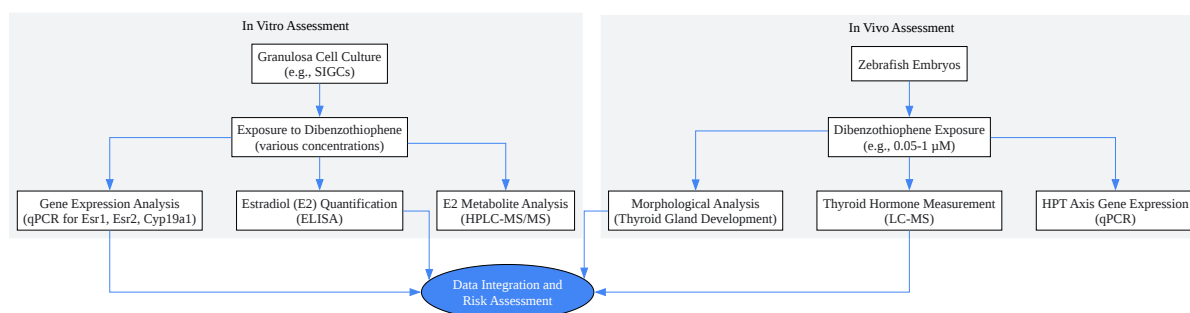 In Vitro Assessment
Granulosa Cell Culture
(e.g., SIGCs)
Exposure to Dibenzothiophene
(various concentrations)
Gene Expression Analysis
(qPCR for Esr1, Esr2, Cyp19a1)
Estradiol (E2) Quantification
(ELISA)
E2 Metabolite Analysis
(HPLC-MS/MS)
In Vivo Assessment
Zebrafish Embryos
Dibenzothiophene Exposure
(e.g., 0.05-1 μM)
Morphological Analysis
(Thyroid Gland Development)
Thyroid Hormone Measurement
(LC-MS)
HPT Axis Gene Expression
(qPCR)
Data Integration and
Risk Assessment